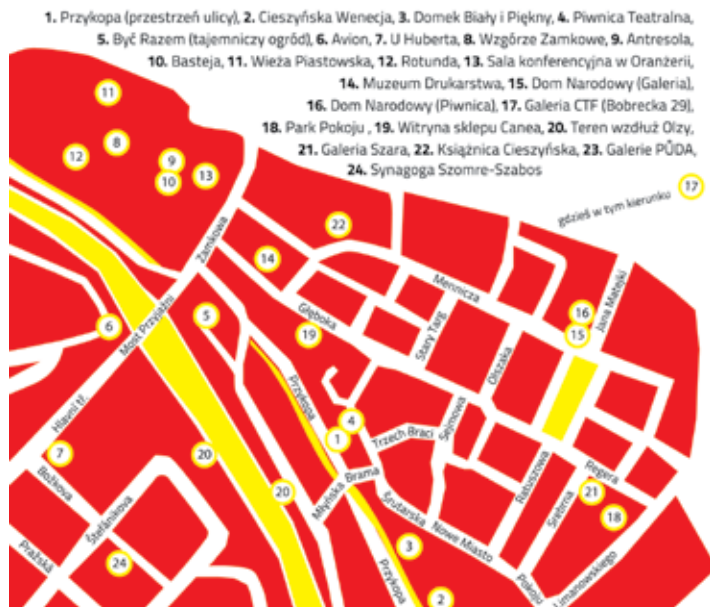 1. Przykopa (przestrzeń ulicy), 2. Cieszyńska Wenecja, 3. Domek Biały i Piękny, 4. Piwnica Teatralna,
5. Być Razem (tajemniczy ogród), 6. Avion, 7. U Huberta, 8. Wzgórze Zamkowe, 9. Antresola,
10. Basteja, 11. Wieża Piastowska, 12. Rotunda, 13. Sala konferencyjna w Oranżerii,
14. Muzeum Drukarstwa, 15. Dom Narodowy (Galeria),
16. Dom Narodowy (Piwnica), 17. Galeria CTF (Bobrecka 29),
18. Park Pokoju , 19. Witryna sklepu Canea, 20. Teren wzdłuż Olzy,
21. Galeria Szara, 22. Książnica Cieszyńska, 23. Galerie PŮDA,
24. Synagoga Szomre-Szabos
11
8
12
9
10
13
17
gdzieś w tym kierunku
22
Zamkowa
14
Mennicza
Jana Matejki
16
15
5
Głęboka
19
Stary Targ
Olszaka
6
Most Przyjaźni
Hlavní tř.
Przykopa
4
1
Trzech Braci
Sejmowa
7
20
20
Brama
Młyńska
Regera
Ratuszowa
Srebrna
21
18
Božkova
Štefánikova
Śrutarska
Nowe Miasto
3
24
Pražská
Przykopa
2
Pokoju
Limanowskiego